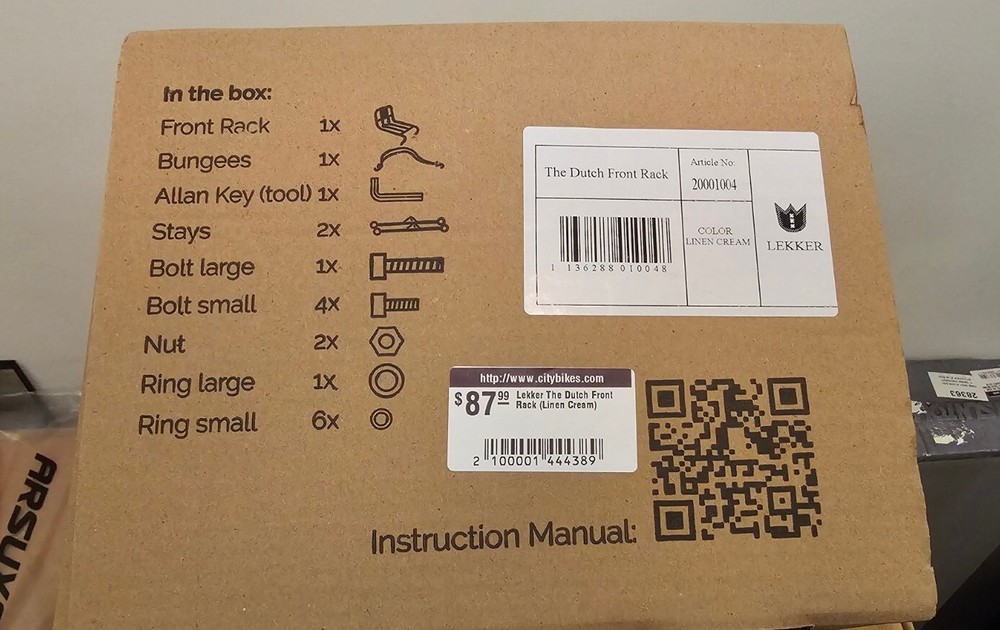 In the box:
Front Rack 1x
Bungees 1x
Allan Key (tool) 1x
Stays 2x
Bolt large 1x
Bolt small 4x
Nut 2x
Ring large 1x
Ring small 6x
The Dutch Front Rack
Article No:
20001004
1 136288 010048
COLOR
LINEN CREAM
LEKKER
http://www.citybikes.com
$87.99 Lekker The Dutch Front
Rack (Linen Cream)
2 100001 444389
Instruction Manual:
ARSUX
28363